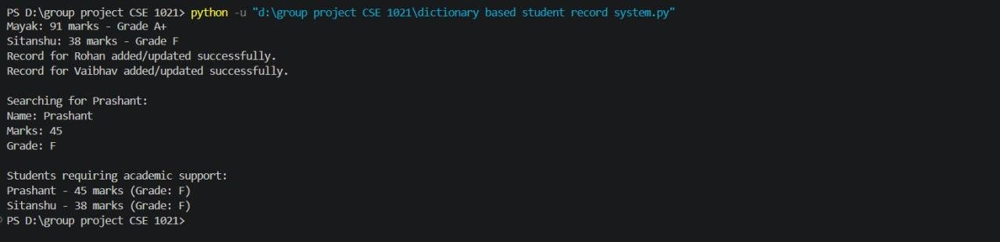 PS D:\group project CSE 1021> python -u "d:\group project CSE 1021\dictionary based student record system.py"
Mayak: 91 marks - Grade A+
Sitanshu: 38 marks - Grade F
Record for Rohan added/updated successfully.
Record for Vaibhav added/updated successfully.
Searching for Prashant:
Name: Prashant
Marks: 45
Grade: F
Students requiring academic support:
Prashant - 45 marks (Grade: F)
Sitanshu - 38 marks (Grade: F)
PS D:\group project CSE 1021>